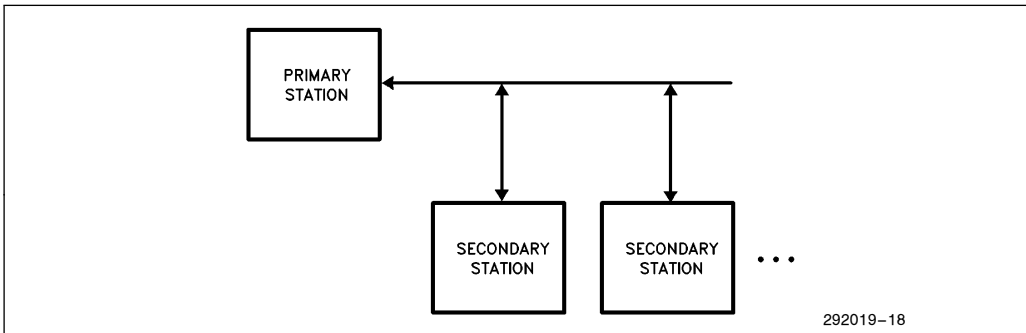 PRIMARY
STATION
SECONDARY
STATION
SECONDARY
STATION
292019–18